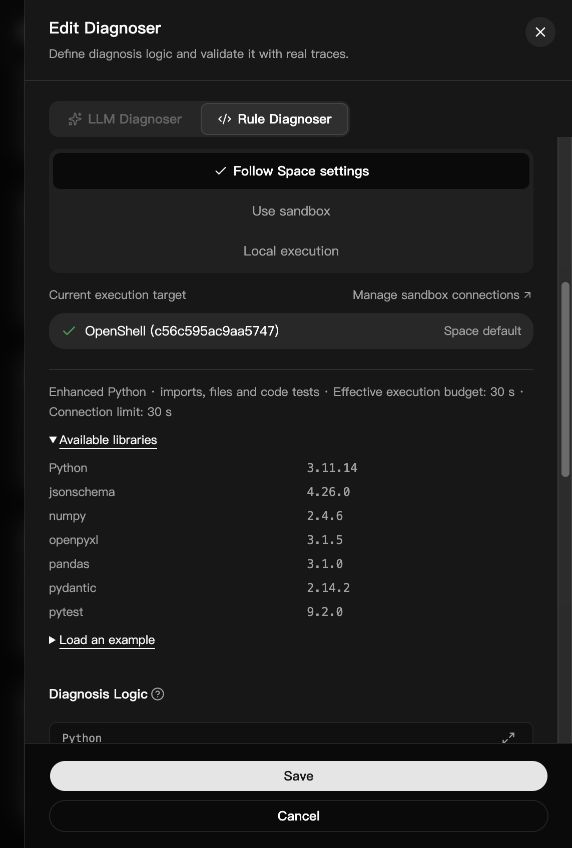 Edit Diagnoser
Define diagnosis logic and validate it with real traces.
LLM Diagnoser
</> Rule Diagnoser
✓ Follow Space settings
Use sandbox
Local execution
Current execution target
Manage sandbox connections ↗
✓ OpenShell (c56c595ac9aa5747)
Space default
Enhanced Python · imports, files and code tests · Effective execution budget: 30 s ·
Connection limit: 30 s
▼ Available libraries
Python 3.11.14
jsonschema 4.26.0
numpy 2.4.6
openpyxl 3.1.5
pandas 3.1.0
pydantic 2.14.2
pytest 9.2.0
▶ Load an example
Diagnosis Logic ?
Python
Save
Cancel